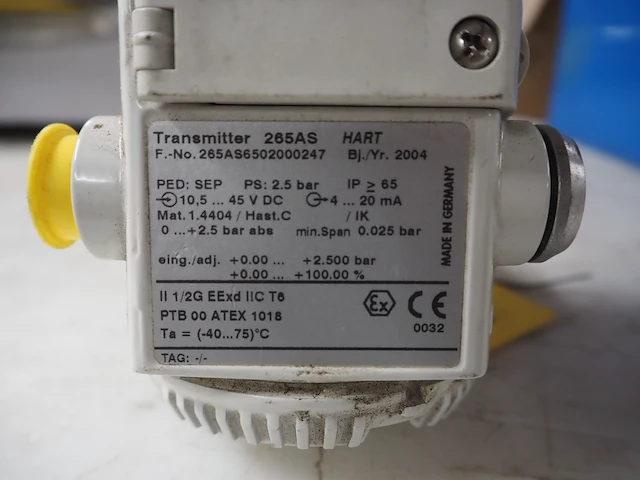 Transmitter 265AS HART
F.-No. 265AS6502000247 Bj./Yr. 2004
PED: SEP PS: 2.5 bar IP ≥ 65
10,5 ... 45 V DC 4 ... 20 mA
Mat. 1.4404 / Hast.C / IK
0 ...+2.5 bar abs min.Span 0.025 bar
eing./adj. +0.00 ... +2.500 bar
+0.00 ... +100.00 %
MADE IN GERMANY
II 1/2G EExd IIC T6
PTB 00 ATEX 1018
Ta = (-40...75)°C
Ex CE
0032
TAG: -/-